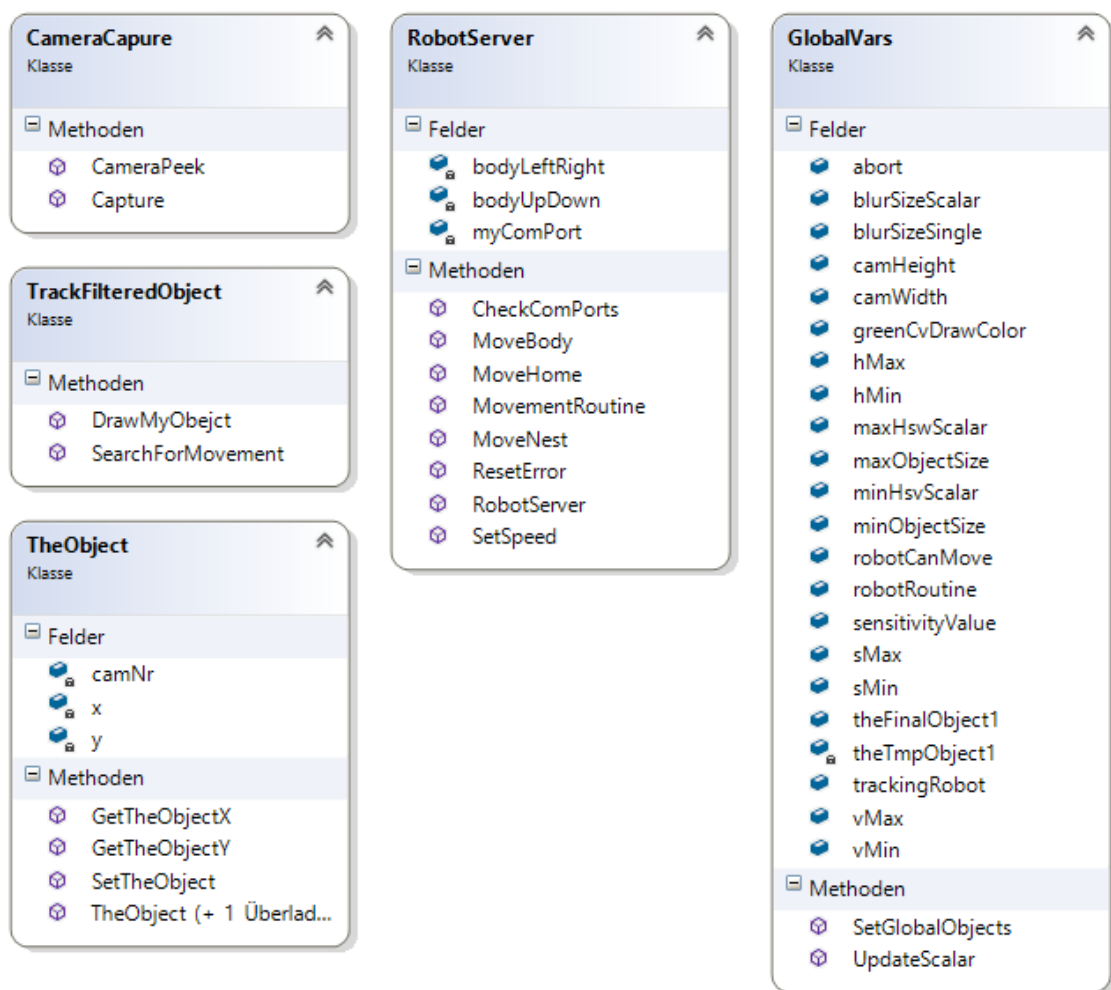 CameraCapure
Klasse
Methoden
CameraPeek
Capture
TrackFilteredObject
Klasse
Methoden
DrawMyObejct
SearchForMovement
TheObject
Klasse
Felder
camNr
x
y
Methoden
GetTheObjectX
GetTheObjectY
SetTheObject
TheObject (+ 1 Überlad...
RobotServer
Klasse
Felder
bodyLeftRight
bodyUpDown
myComPort
Methoden
CheckComPorts
MoveBody
MoveHome
MovementRoutine
MoveNest
ResetError
RobotServer
SetSpeed
GlobalVars
Klasse
Felder
abort
blurSizeScalar
blurSizeSingle
camHeight
camWidth
greenCvDrawColor
hMax
hMin
maxHswScalar
maxObjectSize
minHsvScalar
minObjectSize
robotCanMove
robotRoutine
sensitivityValue
sMax
sMin
theFinalObject1
theTmpObject1
trackingRobot
vMax
vMin
Methoden
SetGlobalObjects
UpdateScalar